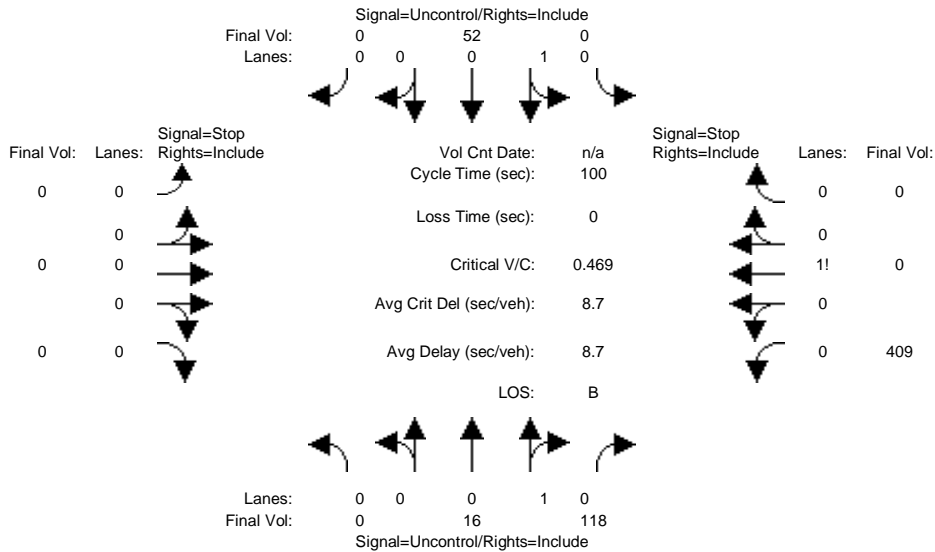 Signal=Uncontrol/Rights=Include
Final Vol: 0 52 0
Lanes: 0 0 0 1 0
Signal=Stop Signal=Stop
Final Vol: Lanes: Rights=Include Vol Cnt Date: n/a Rights=Include Lanes: Final Vol:
Cycle Time (sec): 100
0 0 0 0
Loss Time (sec): 0
0 0
0 0 Critical V/C: 0.469 1! 0
0 Avg Crit Del (sec/veh): 8.7 0
0 0 Avg Delay (sec/veh): 8.7 0 409
LOS: B
Lanes: 0 0 0 1 0
Final Vol: 0 16 118
Signal=Uncontrol/Rights=Include